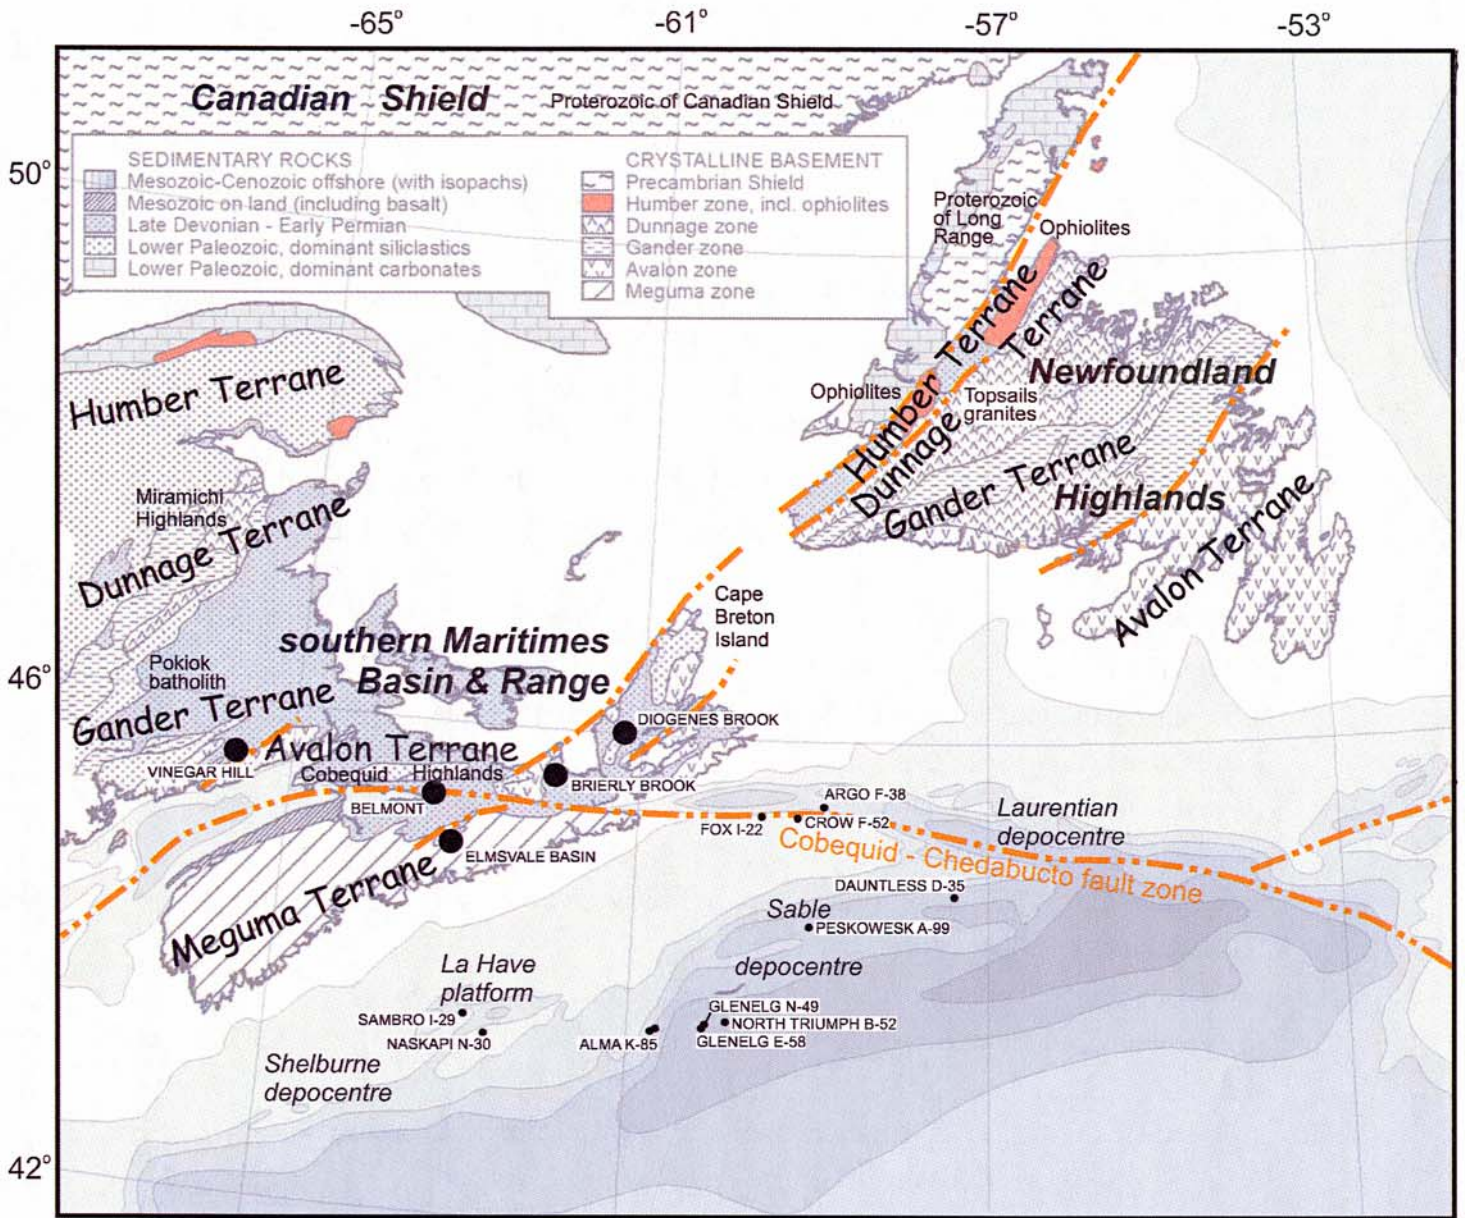 -65°
-61°
-57°
-53°
Canadian Shield
Proterozoic of Canadian Shield
50°
SEDIMENTARY ROCKS
Mesozoic-Cenozoic offshore (with isopachs)
Mesozoic on land (including basalt)
Late Devonian - Early Permian
Lower Paleozoic, dominant siliclastics
Lower Paleozoic, dominant carbonates
CRYSTALLINE BASEMENT
Precambrian Shield
Humber zone, incl. ophiolites
Dunnage zone
Gander zone
Avalon zone
Meguma zone
Proterozoic
of Long
Range
Ophiolites
Humber Terrane
Humber Terrane
Dunnage Terrane
Newfoundland
Highlands
Ophiolites
Topsails
granites
Gander Terrane
Avalon Terrane
Miramichi
Highlands
Dunnage Terrane
Cape
Breton
Island
southern Maritimes
Basin & Range
46°
Pokiok
batholith
Gander Terrane
DIOGENES BROOK
Avalon Terrane
VINEGAR HILL
Cobequid Highlands
BRIERLY BROOK
BELMONT
ELMSVALE BASIN
Meguma Terrane
ARGO F-38
FOX I-22
CROW F-52
Laurentian
depocentre
Cobequid - Chedabucto fault zone
DAUNTLESS D-35
Sable
PESKOWESK A-99
depocentre
La Have
platform
SAMBRO I-29
NASKAPI N-30
GLENELG N-49
NORTH TRIUMPH B-52
ALMA K-85
GLENELG E-58
Shelburne
depocentre
42°